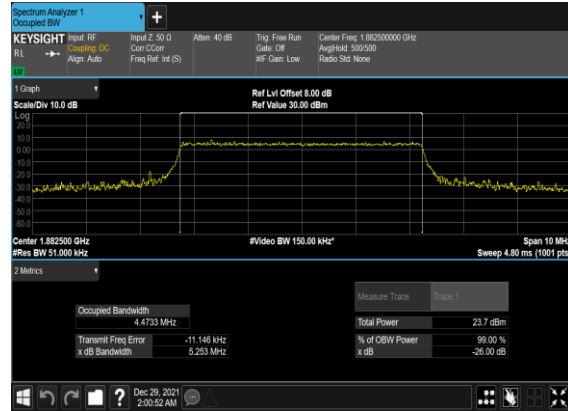 Spectrum Analyzer 1
Occupied BW
KEYSIGHT Input: RF Input Z: 50 Ω Atten: 40 dB Trig: Free Run Center Freq: 1.882500000 GHz
RL Coupling: DC Corr CCorr Gate: Off Avg|Hold: 500/500
Align: Auto Freq Ref: Int (S) #IF Gain: Low Radio Std: None
LM
1 Graph Ref Lvl Offset 8.00 dB
Scale/Div 10.0 dB Ref Value 30.00 dBm
Log
20.0
10.0
0.00
-10.0
-20.0
-30.0
-40.0
-50.0
-60.0
Center 1.882500 GHz #Video BW 150.00 kHz* Span 10 MHz
#Res BW 51.000 kHz Sweep 4.80 ms (1001 pts
2 Metrics
Measure Trace Trace 1
Occupied Bandwidth
4.4733 MHz Total Power 23.7 dBm
Transmit Freq Error -11.146 kHz % of OBW Power 99.00 %
x dB Bandwidth 5.253 MHz x dB -26.00 dB
? Dec 29, 2021
2:00:52 AM